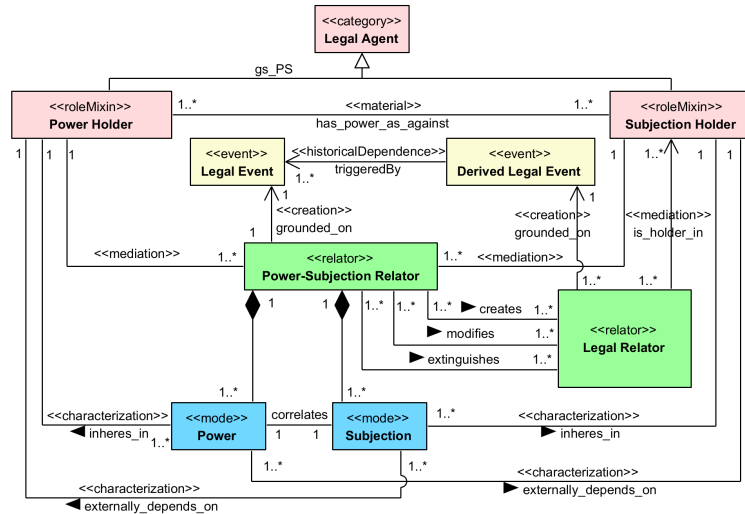 <<category>>
Legal Agent
gs_PS
<<roleMixin>>
Power Holder
1..*
<<material>>
has_power_as_against
1..*
<<roleMixin>>
Subjection Holder
1
1
1
<<event>>
Legal Event
1..*
<<historicalDependence>>
triggeredBy
<<event>>
Derived Legal Event
1
1..*
1
1
1
1
<<creation>>
grounded_on
1
<<creation>>
grounded_on
<<mediation>>
is_holder_in
<<mediation>>
1..*
<<relator>>
Power-Subjection Relator
1..*
<<mediation>>
1..*
1..*
1
1
1..*
1..*
1..*
creates
1..*
modifies
1..*
extinguishes
1..*
<<relator>>
Legal Relator
1..*
1..*
<<characterization>>
inheres_in
1..*
<<mode>>
Power
correlates
1
1
<<mode>>
Subjection
1..*
<<characterization>>
inheres_in
1..*
1..*
<<characterization>>
externally_depends_on
<<characterization>>
externally_depends_on